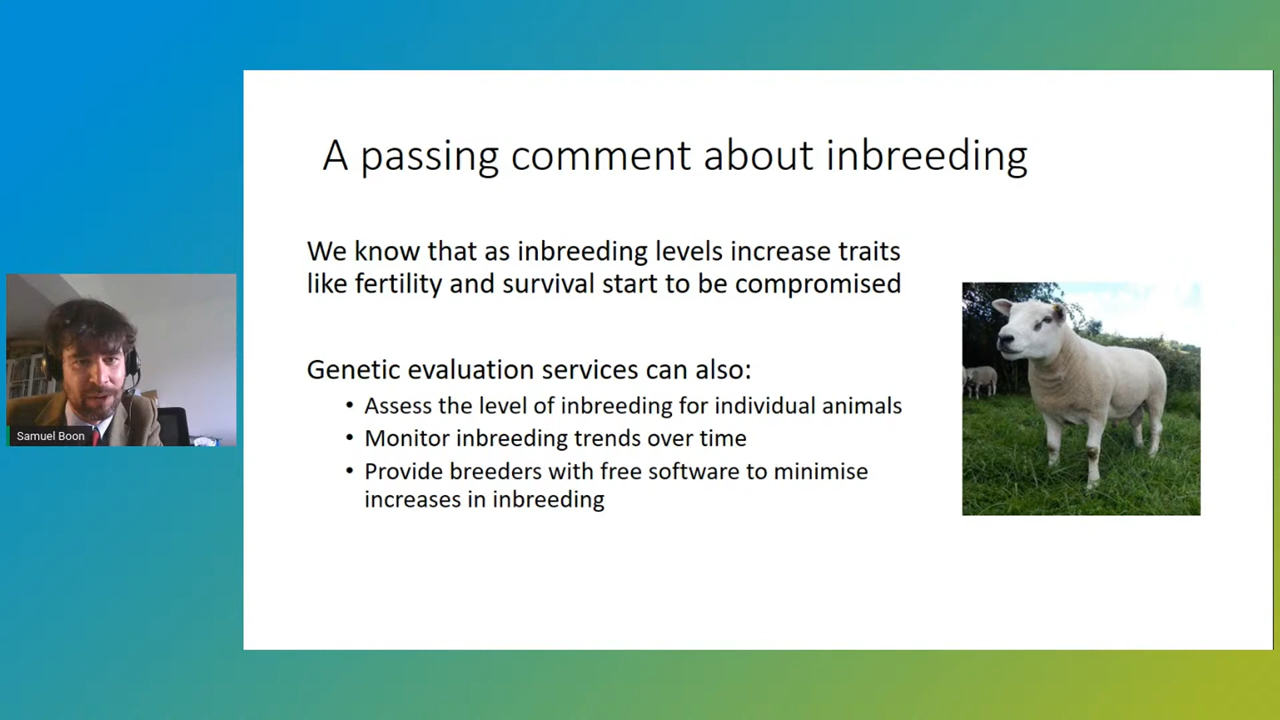 A passing comment about inbreeding
We know that as inbreeding levels increase traits
like fertility and survival start to be compromised
Genetic evaluation services can also:
• Assess the level of inbreeding for individual animals
• Monitor inbreeding trends over time
• Provide breeders with free software to minimise
increases in inbreeding
Samuel Boon